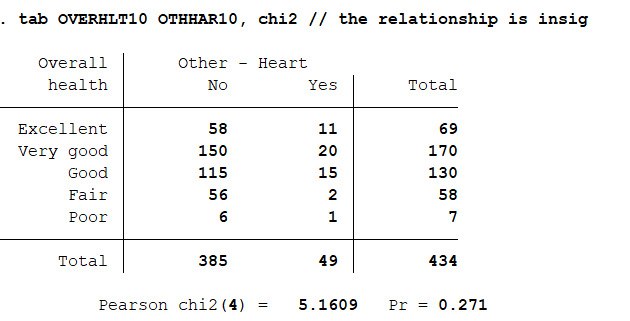 . tab OVERHLT10 OTHHAR10, chi2 // the relationship is insig
Overall Other - Heart
health No Yes Total
Excellent 58 11 69
Very good 150 20 170
Good 115 15 130
Fair 56 2 58
Poor 6 1 7
Total 385 49 434
Pearson chi2(4) = 5.1609 Pr = 0.271